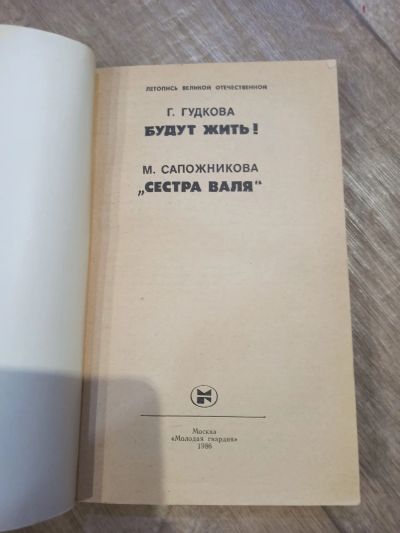 ЛЕТОПИСЬ ВЕЛИКОЙ ОТЕЧЕСТВЕННОЙ
Г. ГУДКОВА
БУДУТ ЖИТЬ!
М. САПОЖНИКОВА
„СЕСТРА ВАЛЯ“
Москва
«Молодая гвардия»
1986